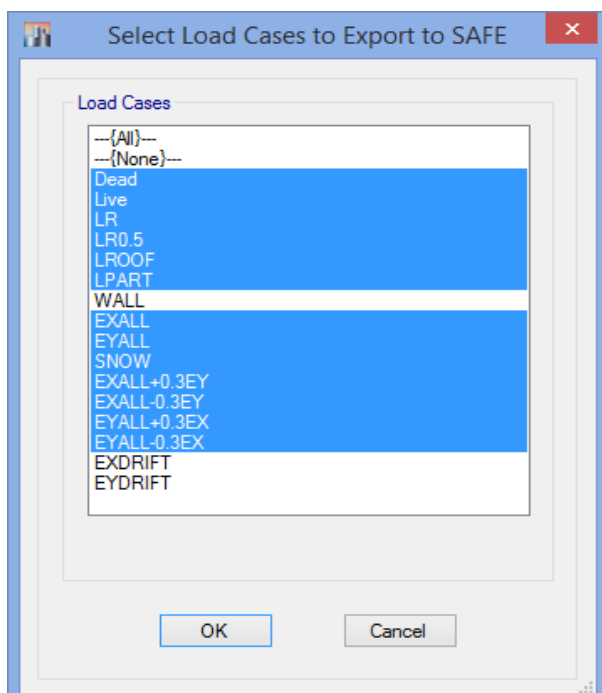 Select Load Cases to Export to SAFE
Load Cases
---{All}---
---{None}---
Dead
Live
LR
LR0.5
LROOF
LPART
WALL
EXALL
EYALL
SNOW
EXALL+0.3EY
EXALL-0.3EY
EYALL+0.3EX
EYALL-0.3EX
EXDRIFT
EYDRIFT
OK Cancel